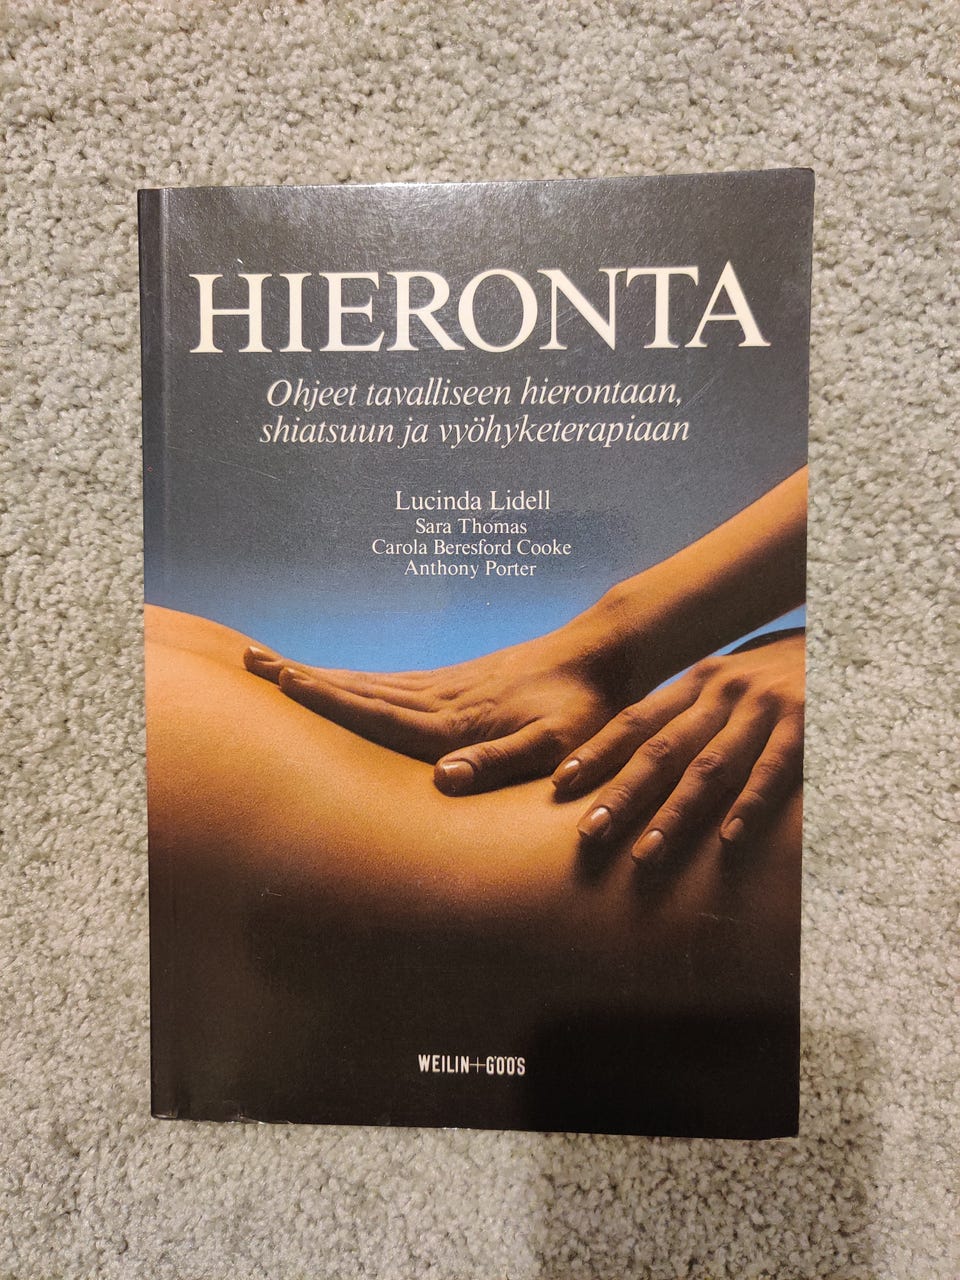 HIERONTA
Ohjeet tavalliseen hierontaan,
shiatsuun ja vyöhyketerapiaan
Lucinda Lidell
Sara Thomas
Carola Beresford Cooke
Anthony Porter
WEILIN+GÖÖS